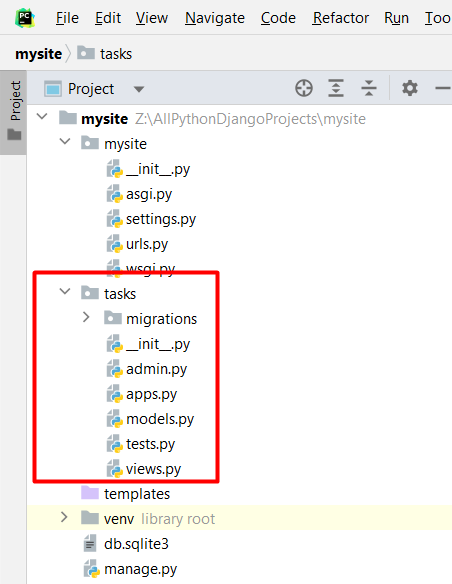 PC File Edit View Navigate Code Refactor Run Tools
mysite tasks
Project
Project
mysite Z:\AllPythonDjangoProjects\mysite
mysite
__init__.py
asgi.py
settings.py
urls.py
wsgi.py
tasks
migrations
__init__.py
admin.py
apps.py
models.py
tests.py
views.py
templates
venv library root
db.sqlite3
manage.py